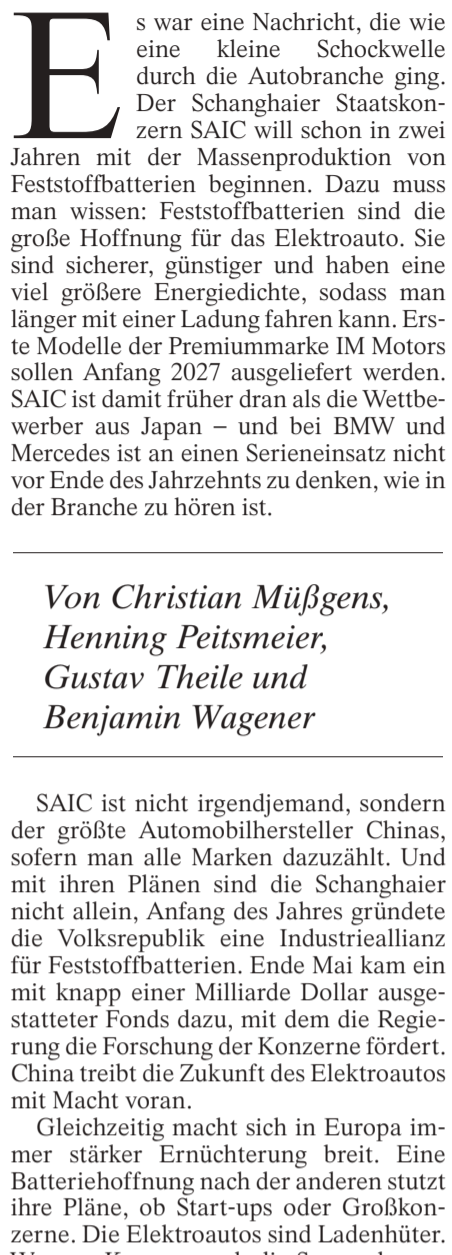 Es war eine Nachricht, die wie
eine kleine Schockwelle
durch die Autobranche ging.
Der Schanghaier Staatskon-
zern SAIC will schon in zwei
Jahren mit der Massenproduktion von
Feststoffbatterien beginnen. Dazu muss
man wissen: Feststoffbatterien sind die
große Hoffnung für das Elektroauto. Sie
sind sicherer, günstiger und haben eine
viel größere Energiedichte, sodass man
länger mit einer Ladung fahren kann. Ers-
te Modelle der Premiummarke IM Motors
sollen Anfang 2027 ausgeliefert werden.
SAIC ist damit früher dran als die Wettbe-
werber aus Japan – und bei BMW und
Mercedes ist an einen Serieneinsatz nicht
vor Ende des Jahrzehnts zu denken, wie in
der Branche zu hören ist.
Von Christian Müßgens,
Henning Peitsmeier,
Gustav Theile und
Benjamin Wagener
SAIC ist nicht irgendjemand, sondern
der größte Automobilhersteller Chinas,
sofern man alle Marken dazuzählt. Und
mit ihren Plänen sind die Schanghaier
nicht allein, Anfang des Jahres gründete
die Volksrepublik eine Industrieallianz
für Feststoffbatterien. Ende Mai kam ein
mit knapp einer Milliarde Dollar ausge-
statteter Fonds dazu, mit dem die Regie-
rung die Forschung der Konzerne fördert.
China treibt die Zukunft des Elektroautos
mit Macht voran.
Gleichzeitig macht sich in Europa im-
mer stärker Ernüchterung breit. Eine
Batteriehoffnung nach der anderen stutzt
ihre Pläne, ob Start-ups oder Großkon-
zerne. Die Elektroautos sind Ladenhüter.